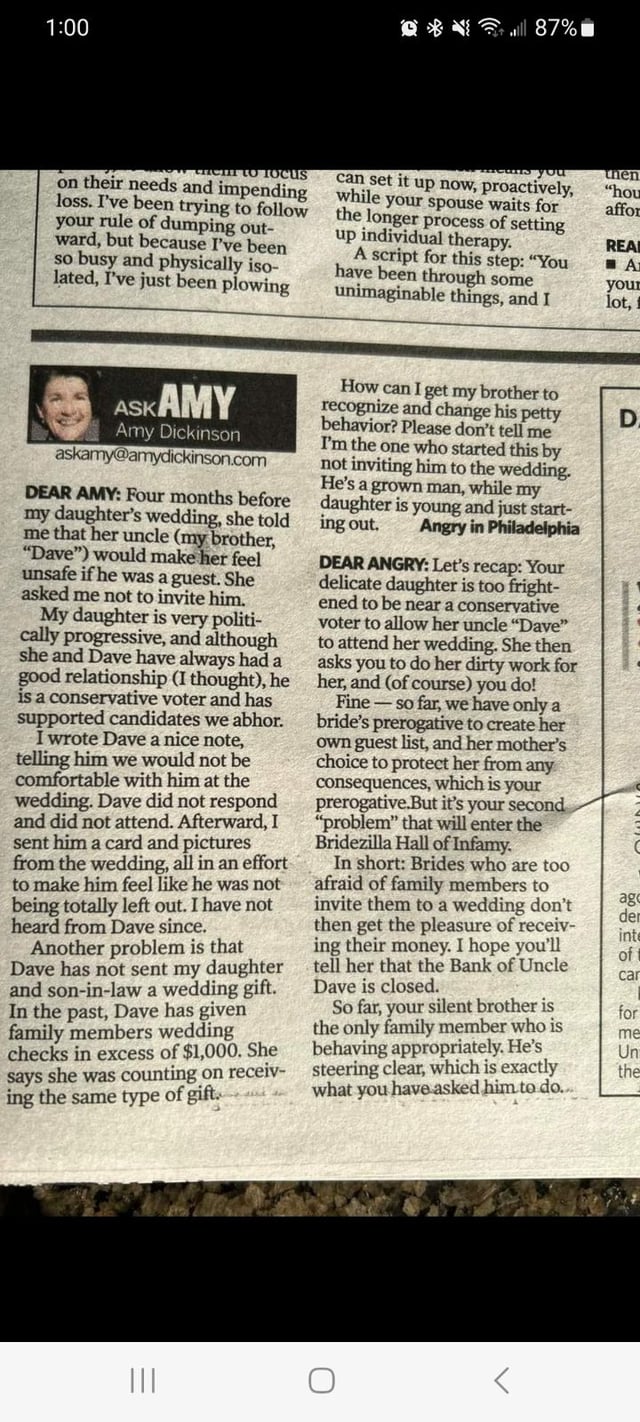 1:00
87%
on their needs and impending
loss. I've been trying to follow
your rule of dumping out-
ward, but because I've been
so busy and physically iso-
lated, I've just been plowing
can set it up now, proactively,
while your spouse waits for
the longer process of setting
up individual therapy.
A script for this step: “You
have been through some
unimaginable things, and I
then
“hou
affor
REA
your
lot,
ASK AMY
Amy Dickinson
askamy@amydickinson.com
DEAR AMY: Four months before
my daughter's wedding, she told
me that her uncle (my brother,
“Dave”) would make her feel
unsafe if he was a guest. She
asked me not to invite him.
My daughter is very politi-
cally progressive, and although
she and Dave have always had a
good relationship (I thought), he
is a conservative voter and has
supported candidates we abhor.
I wrote Dave a nice note,
telling him we would not be
comfortable with him at the
wedding. Dave did not respond
and did not attend. Afterward, I
sent him a card and pictures
from the wedding, all in an effort
to make him feel like he was not
being totally left out. I have not
heard from Dave since.
Another problem is that
Dave has not sent my daughter
and son-in-law a wedding gift.
In the past, Dave has given
family members wedding
checks in excess of $1,000. She
says she was counting on receiv-
ing the same type of gift.
How can I get my brother to
recognize and change his petty
behavior? Please don't tell me
I'm the one who started this by
not inviting him to the wedding.
He's a grown man, while my
daughter is young and just start-
ing out. Angry in Philadelphia
DEAR ANGRY: Let's recap: Your
delicate daughter is too fright-
ened to be near a conservative
voter to allow her uncle “Dave”
to attend her wedding. She then
asks you to do her dirty work for
her, and (of course) you do!
Fine — so far, we have only a
bride's prerogative to create her
own guest list, and her mother's
choice to protect her from any
consequences, which is your
prerogative.But it's your second
“problem” that will enter the
Bridezilla Hall of Infamy.
In short: Brides who are too
afraid of family members to
invite them to a wedding don't
then get the pleasure of receiv-
ing their money. I hope you'll
tell her that the Bank of Uncle
Dave is closed.
So far, your silent brother is
the only family member who is
behaving appropriately. He's
steering clear, which is exactly
what you have asked him to do.
D
ago
der
inte
of
car
for
me
Un
the